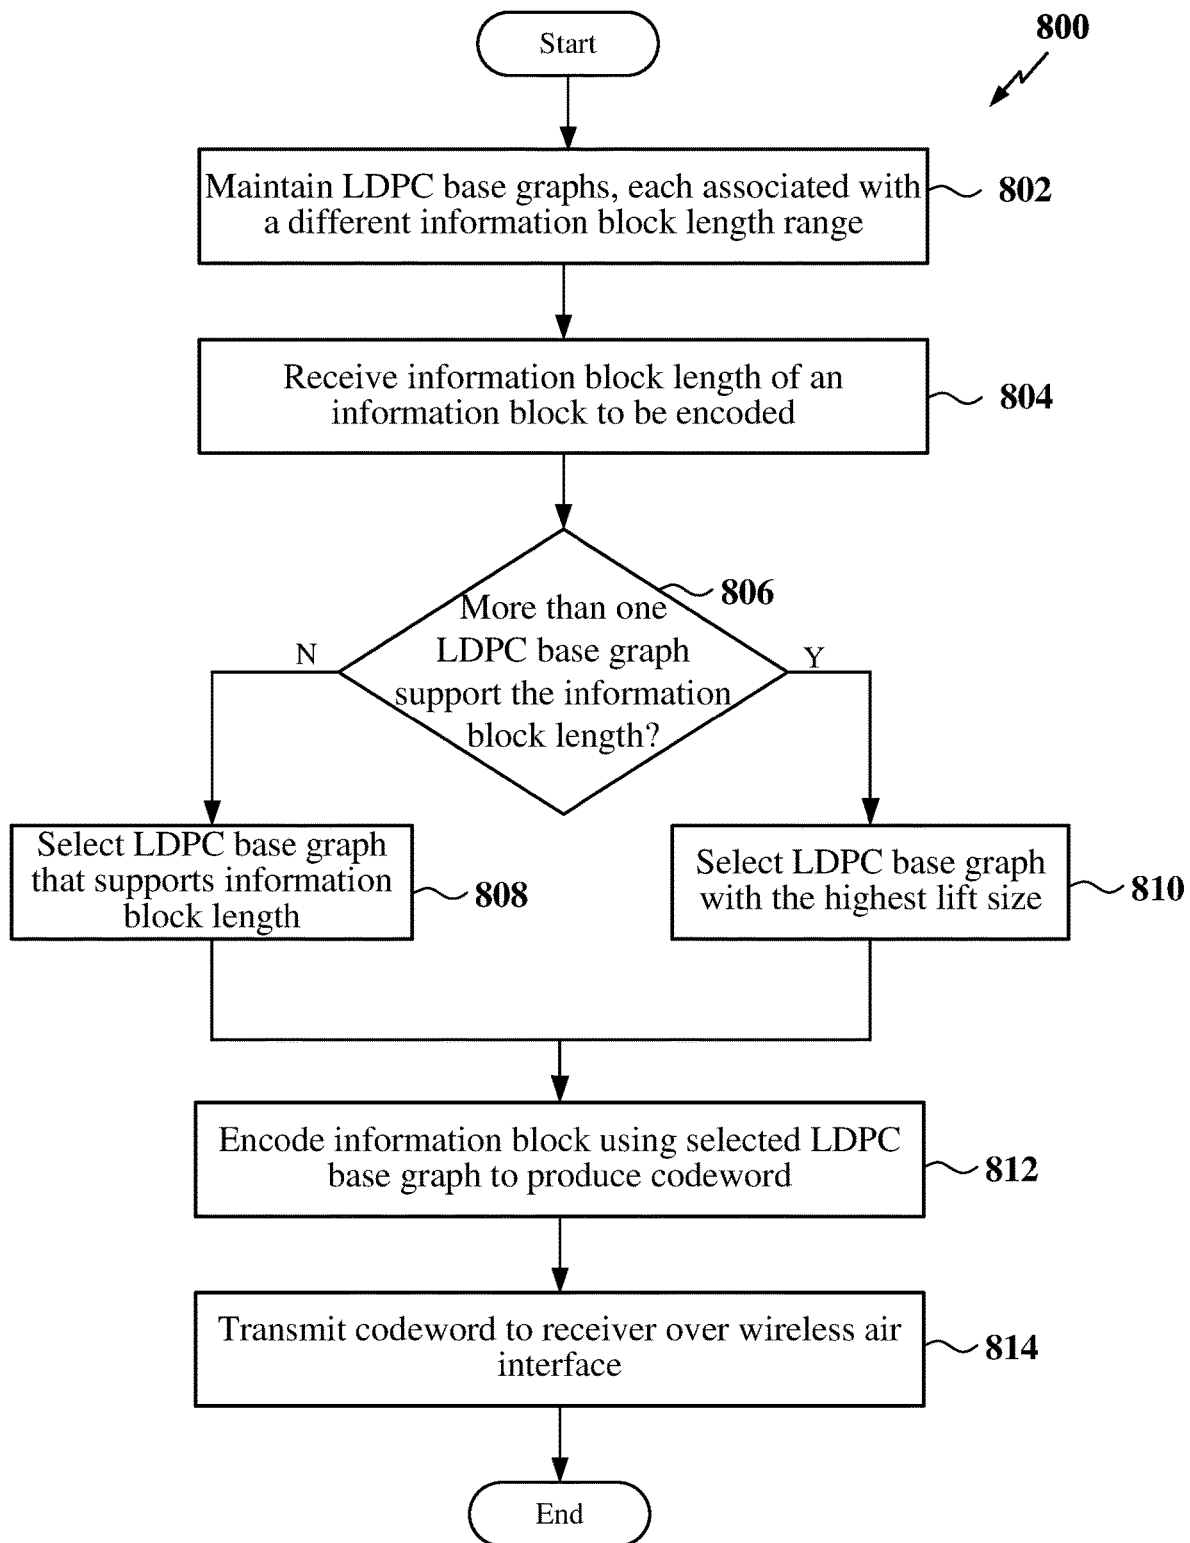 Start
800
Maintain LDPC base graphs, each associated with
a different information block length range
802
Receive information block length of an
information block to be encoded
804
806
More than one
LDPC base graph
support the information
block length?
N
Y
Select LDPC base graph
that supports information
block length
808
Select LDPC base graph
with the highest lift size
810
Encode information block using selected LDPC
base graph to produce codeword
812
Transmit codeword to receiver over wireless air
interface
814
End